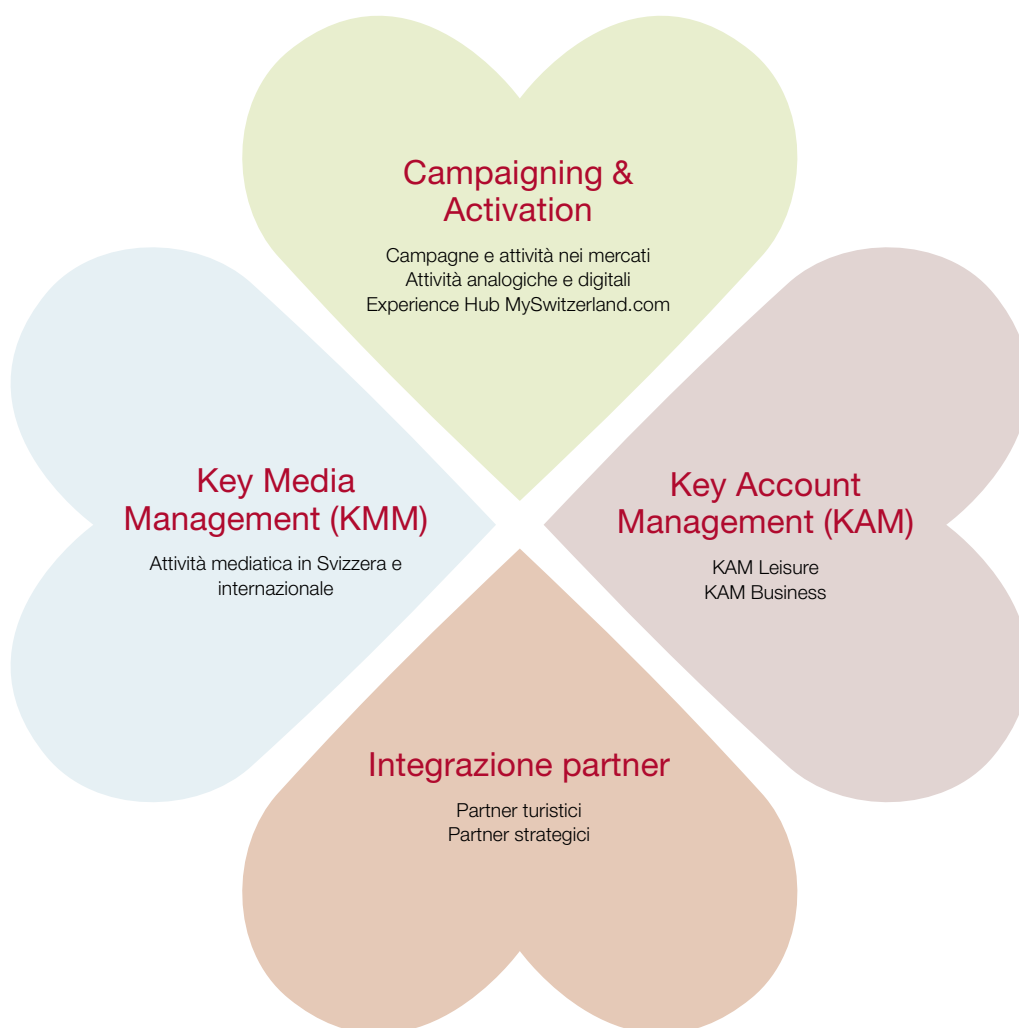 Campaigning &
Activation
Campagne e attività nei mercati
Attività analogiche e digitali
Experience Hub MySwitzerland.com
Key Media
Management (KMM)
Attività mediatica in Svizzera e
internazionale
Key Account
Management (KAM)
KAM Leisure
KAM Business
Integrazione partner
Partner turistici
Partner strategici